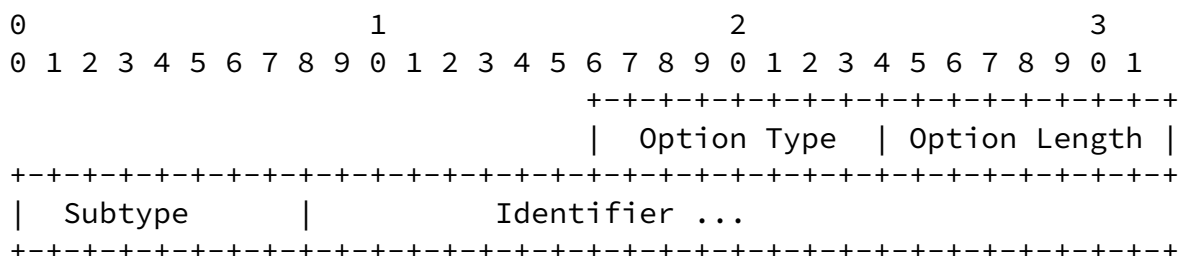 0                   1                   2                   3
0 1 2 3 4 5 6 7 8 9 0 1 2 3 4 5 6 7 8 9 0 1 2 3 4 5 6 7 8 9 0 1
                                +-+-+-+-+-+-+-+-+-+-+-+-+-+-+-+-+
                                |  Option Type  | Option Length |
+-+-+-+-+-+-+-+-+-+-+-+-+-+-+-+-+-+-+-+-+-+-+-+-+-+-+-+-+-+-+-+-+
|  Subtype      |          Identifier ...
+-+-+-+-+-+-+-+-+-+-+-+-+-+-+-+-+-+-+-+-+-+-+-+-+-+-+-+-+-+-+-+-+